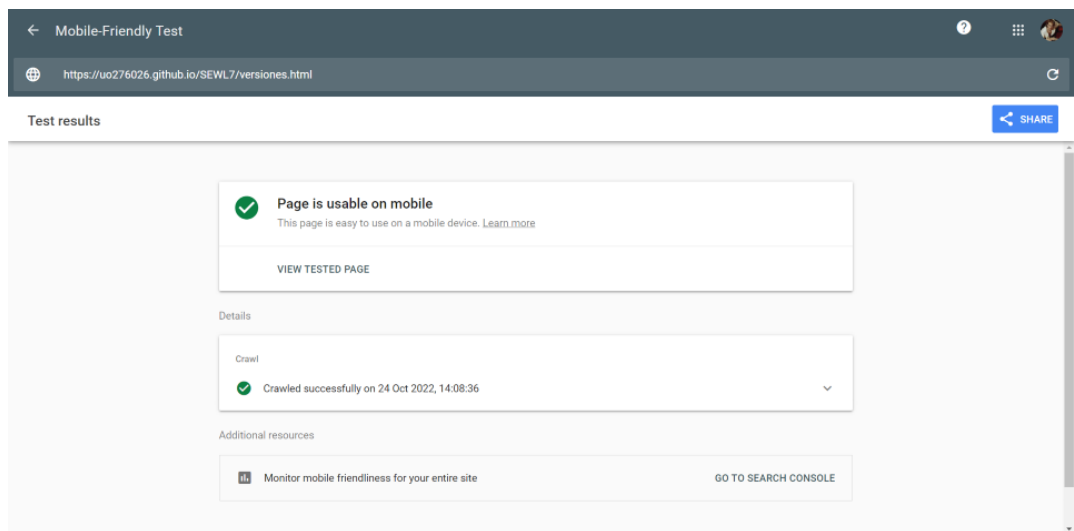 Mobile-Friendly Test
https://uo276026.github.io/SEWL7/versiones.html
Test results
SHARE
Page is usable on mobile
This page is easy to use on a mobile device. Learn more
VIEW TESTED PAGE
Details
Crawl
Crawled successfully on 24 Oct 2022, 14:08:36
Additional resources
Monitor mobile friendliness for your entire site
GO TO SEARCH CONSOLE